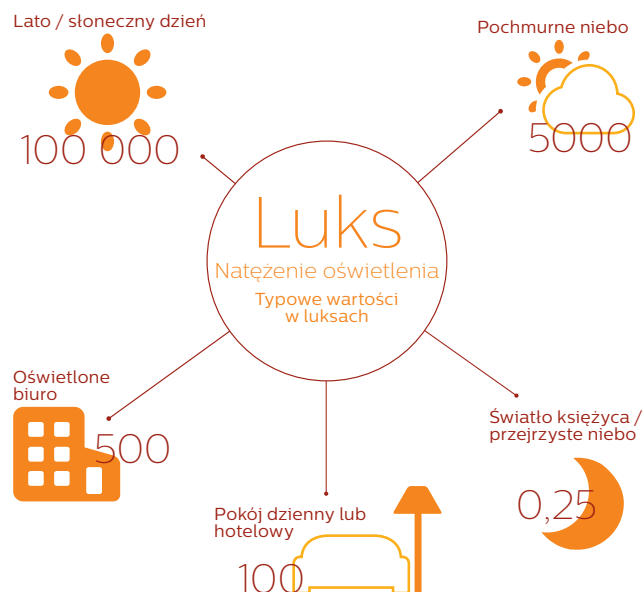 Lato / słoneczny dzień
100 000
Pochmurne niebo
5000
Luks
Natężenie oświetlenia
Typowe wartości
w luksach
Oświetlone
biuro
500
Światło księżyca /
przejrzyste niebo
0,25
Pokój dzienny lub
hotelowy
100